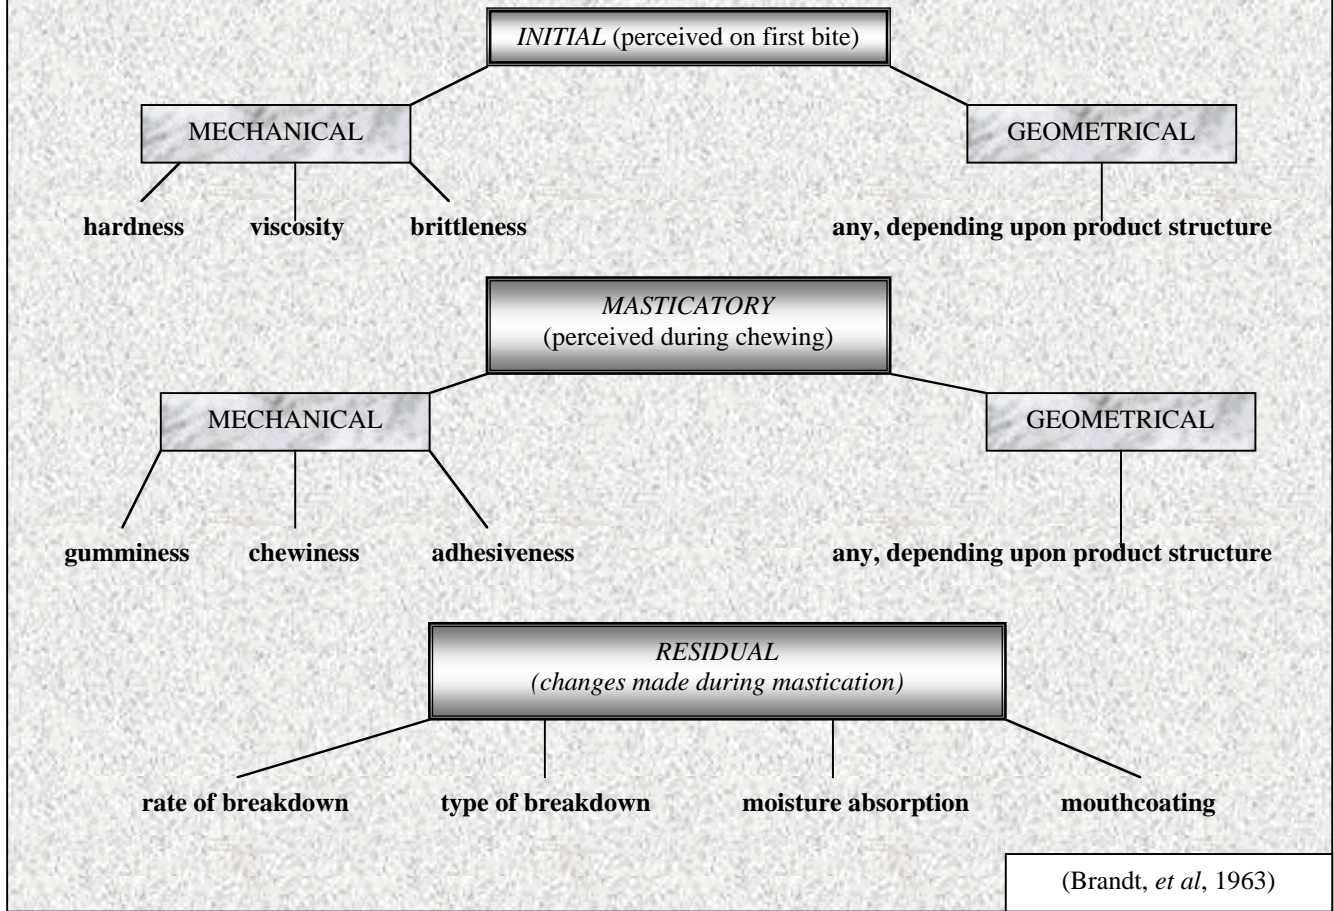 INITIAL (perceived on first bite)
MECHANICAL
GEOMETRICAL
hardness
viscosity
brittleness
any, depending upon product structure
MASTICATORY
(perceived during chewing)
MECHANICAL
GEOMETRICAL
gumminess
chewiness
adhesiveness
any, depending upon product structure
RESIDUAL
(changes made during mastication)
rate of breakdown
type of breakdown
moisture absorption
mouthcoating
(Brandt, et al, 1963)